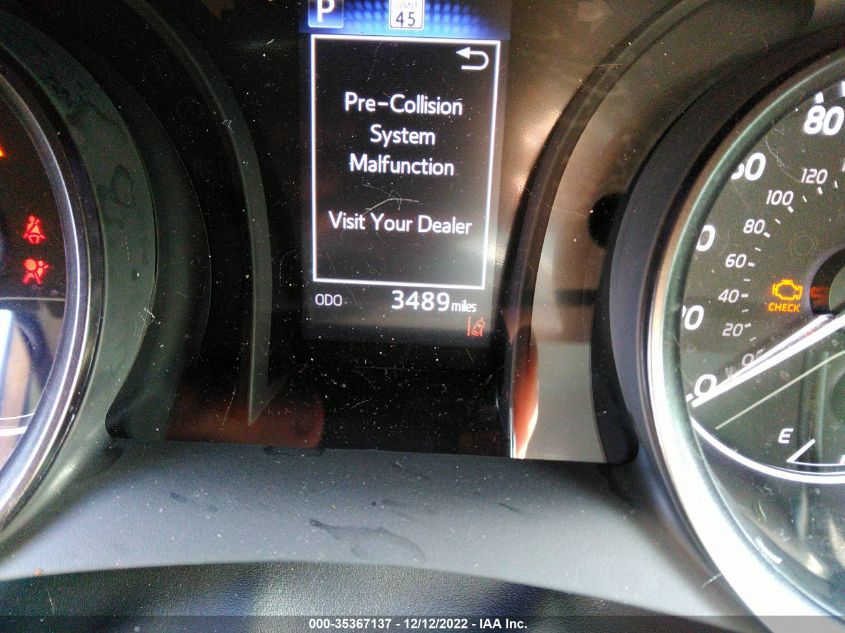 P
LIMIT
45
Pre-Collision
System
Malfunction
Visit Your Dealer
ODO 3489 miles
80
120
100
80
60
40
20
0
CHECK
E
000-35367137 - 12/12/2022 - IAA Inc.